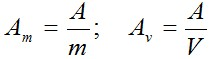 A_m = A/m; A_v = A/V